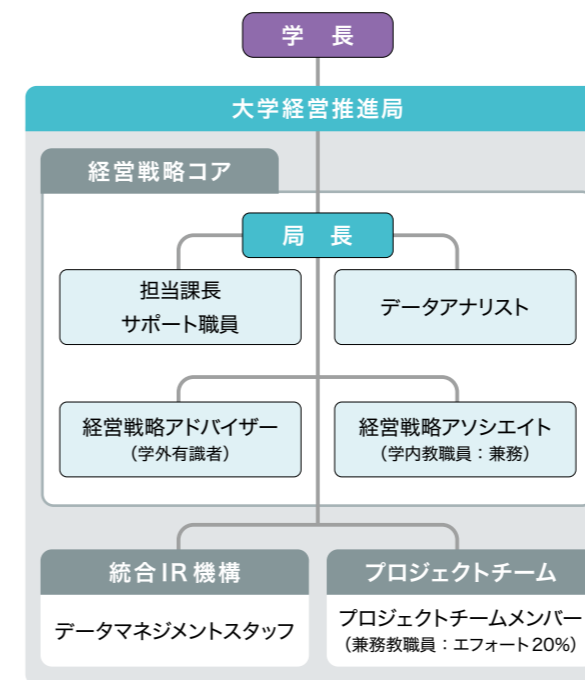 学 長
大学経営推進局
経営戦略コア
局 長
担当課長
サポート職員
データアナリスト
経営戦略アドバイザー
（学外有識者）
経営戦略アソシエイト
（学内教職員：兼務）
統合IR機構
データマネジメントスタッフ
プロジェクトチーム
プロジェクトチームメンバー
（兼務教職員：エフォート20%）